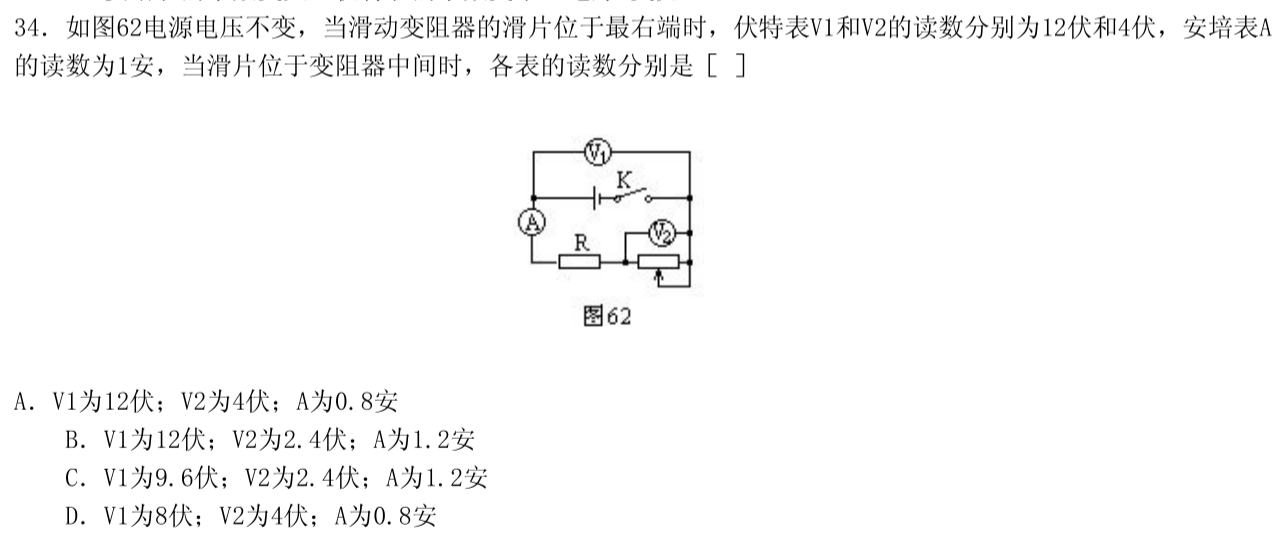 34．如图62电源电压不变，当滑动变阻器的滑片位于最右端时，伏特表V1和V2的读数分别为12伏和4伏，安培表A
的读数为1安，当滑片位于变阻器中间时，各表的读数分别是［ ］
V1
K
A
V2
R
图62
A．V1为12伏；V2为4伏；A为0.8安
B．V1为12伏；V2为2.4伏；A为1.2安
C．V1为9.6伏；V2为2.4伏；A为1.2安
D．V1为8伏；V2为4伏；A为0.8安